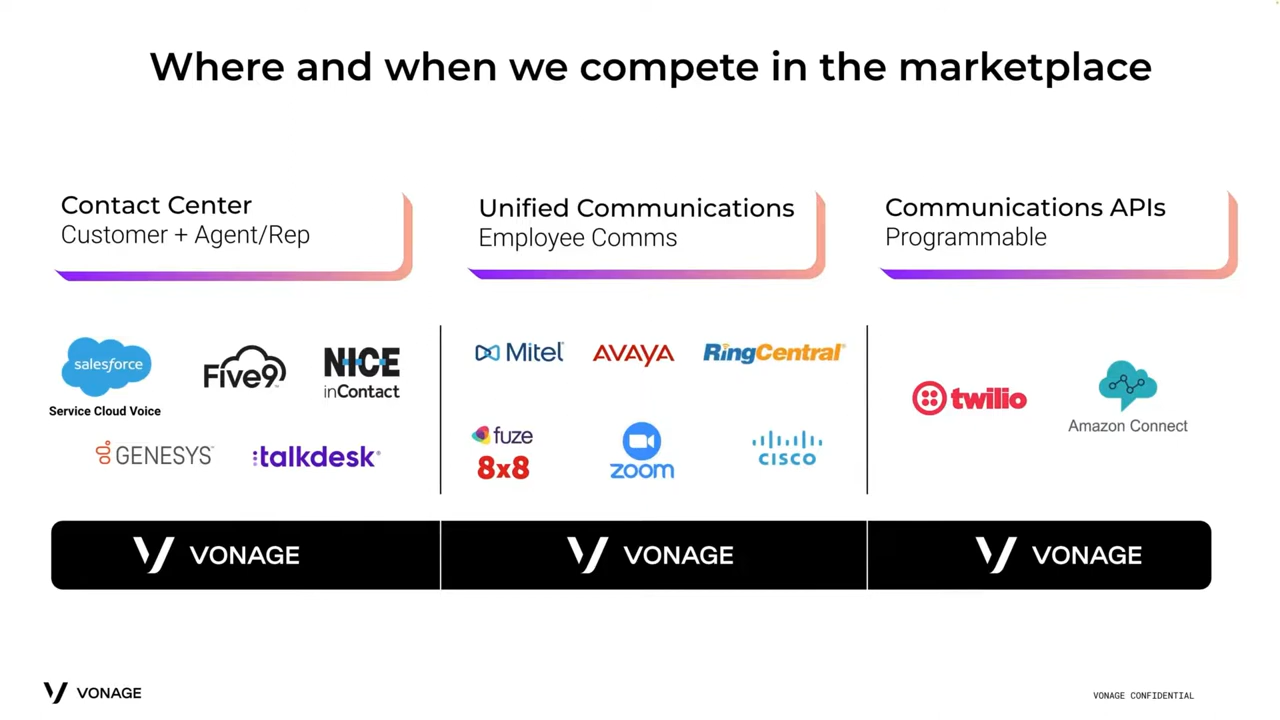 Where and when we compete in the marketplace
Contact Center
Customer + Agent/Rep
Unified Communications
Employee Comms
Communications APIs
Programmable
salesforce
Service Cloud Voice
Five9
NICE
inContact
GENESYS
talkdesk
Mitel
AVAYA
RingCentral
fuze
8x8
zoom
cisco
twilio
Amazon Connect
VONAGE
VONAGE
VONAGE
VONAGE
VONAGE CONFIDENTIAL